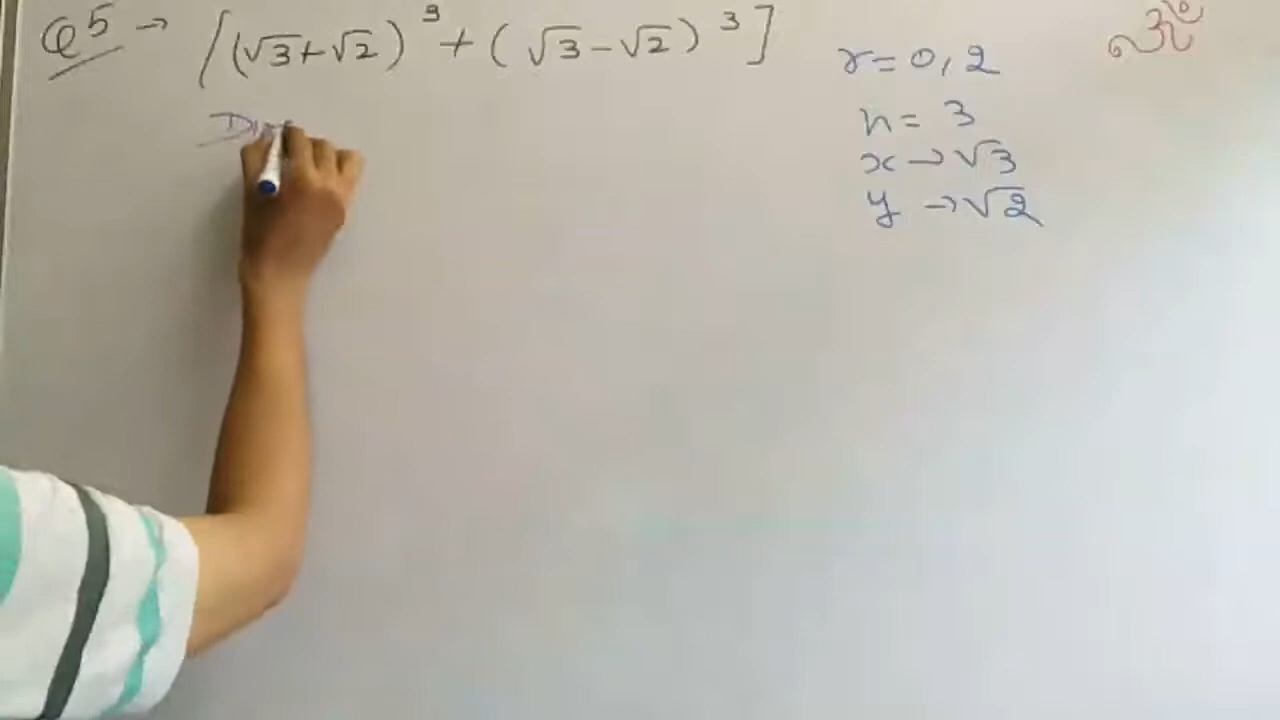 Q5 → [(√3+√2)³ + (√3-√2)³]
r = 0, 2
n = 3
x → √3
y → √2
ॐ